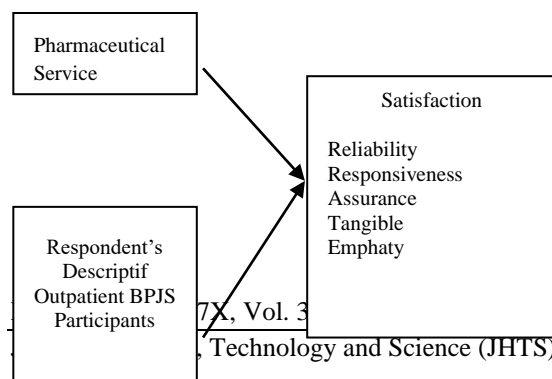 Pharmaceutical
Service
Satisfaction
Reliability
Responsiveness
Assurance
Tangible
Emphaty
Respondent's
Descriptif
Outpatient BPJS
Participants
7X, Vol. 3
, Technology and Science (JHTS)